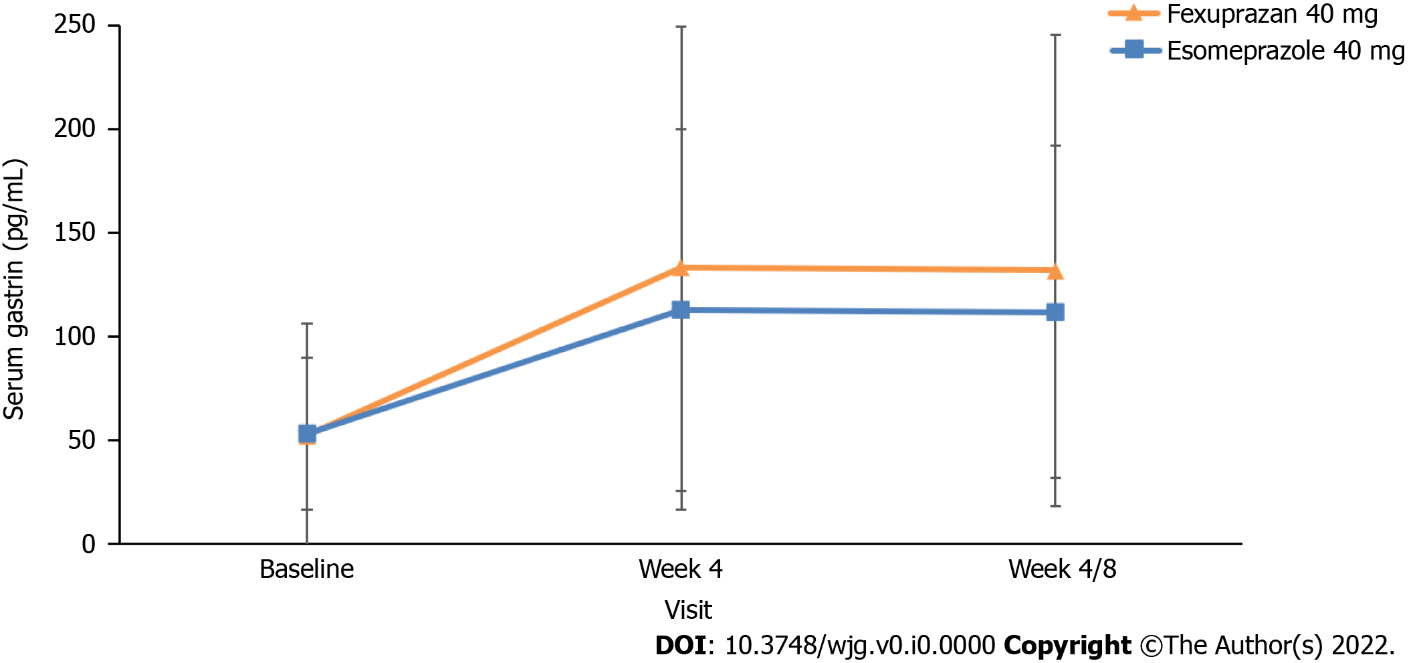 Fexuprazan 40 mg
Esomeprazole 40 mg
Serum gastrin (pg/mL)
250
200
150
100
50
0
Baseline Week 4 Week 4/8
Visit
DOI: 10.3748/wjg.v0.i0.0000 Copyright ©The Author(s) 2022.